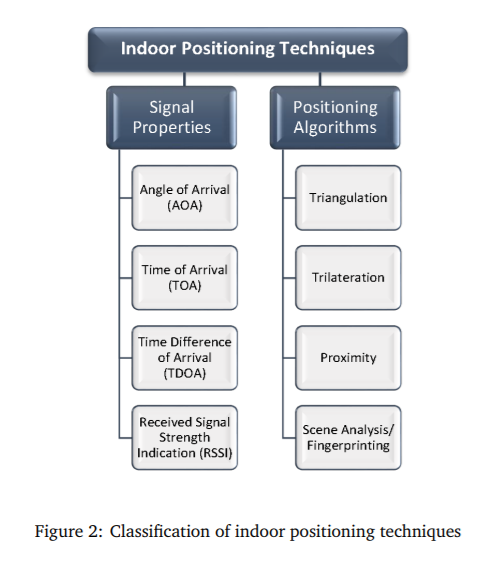 Indoor Positioning Techniques
Signal
Properties
Angle of Arrival
(AOA)
Time of Arrival
(TOA)
Time Difference
of Arrival
(TDOA)
Received Signal
Strength
Indication (RSSI)
Positioning
Algorithms
Triangulation
Trilateration
Proximity
Scene Analysis/
Fingerprinting
Figure 2: Classification of indoor positioning techniques